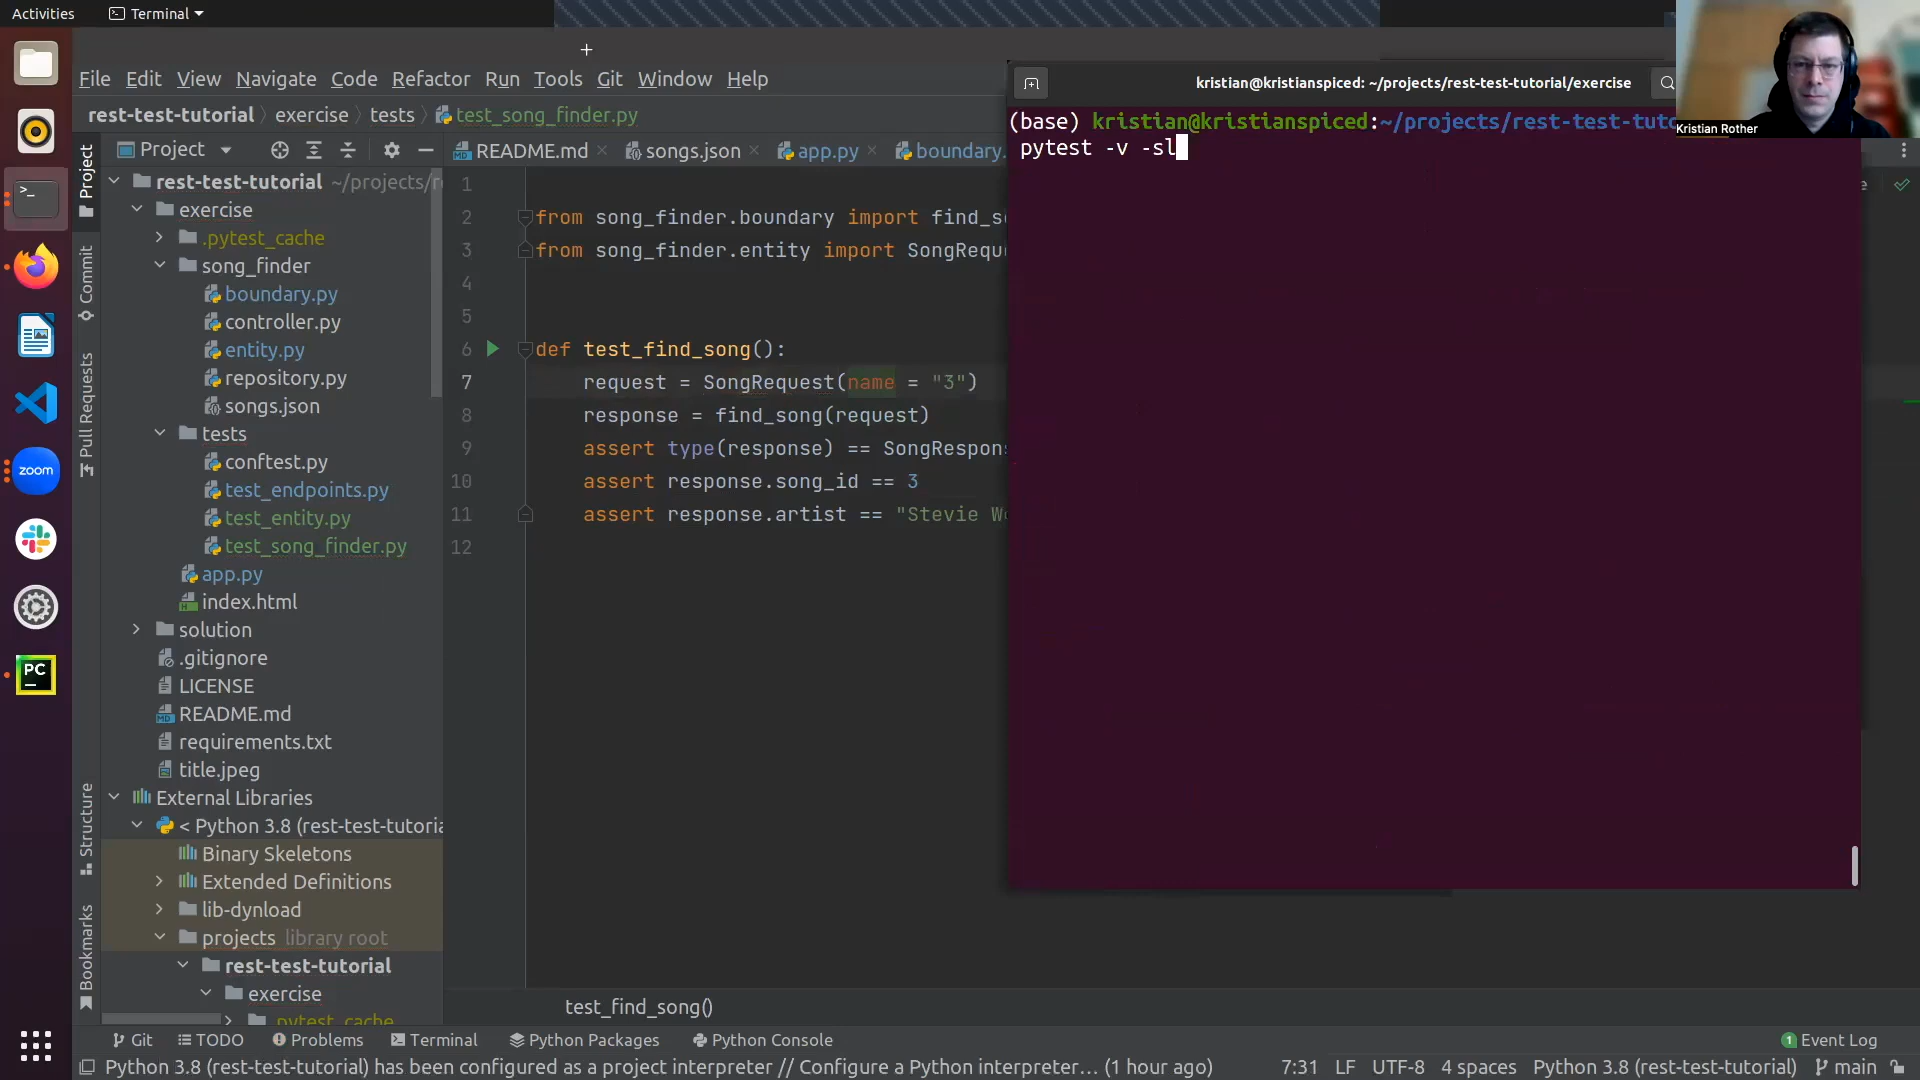 Activities
Terminal
File Edit View Navigate Code Refactor Run Tools Git Window Help
rest-test-tutorial exercise tests test_song_finder.py
Project
README.md songs.json app.py boundary.
kristian@kristianspiced: ~/projects/rest-test-tutorial/exercise
(base) kristian@kristianspiced:~/projects/rest-test-tuto
pytest -v -sl
Kristian Rother
Project
Commit
Pull Requests
Structure
Bookmarks
rest-test-tutorial ~/projects/r
exercise
.pytest_cache
song_finder
boundary.py
controller.py
entity.py
repository.py
songs.json
tests
conftest.py
test_endpoints.py
test_entity.py
test_song_finder.py
app.py
index.html
solution
.gitignore
LICENSE
README.md
requirements.txt
title.jpeg
External Libraries
< Python 3.8 (rest-test-tutoria
Binary Skeletons
Extended Definitions
lib-dynload
projects library root
rest-test-tutorial
exercise
.pytest_cache
zoom
PC
1
2 from song_finder.boundary import find_so
3 from song_finder.entity import SongReque
4
5
6 def test_find_song():
7 request = SongRequest(name = "3")
8 response = find_song(request)
9 assert type(response) == SongRespons
10 assert response.song_id == 3
11 assert response.artist == "Stevie Wo
12
test_find_song()
Git TODO Problems Terminal Python Packages Python Console 1 Event Log
Python 3.8 (rest-test-tutorial) has been configured as a project interpreter // Configure a Python interpreter... (1 hour ago) 7:31 LF UTF-8 4 spaces Python 3.8 (rest-test-tutorial) main